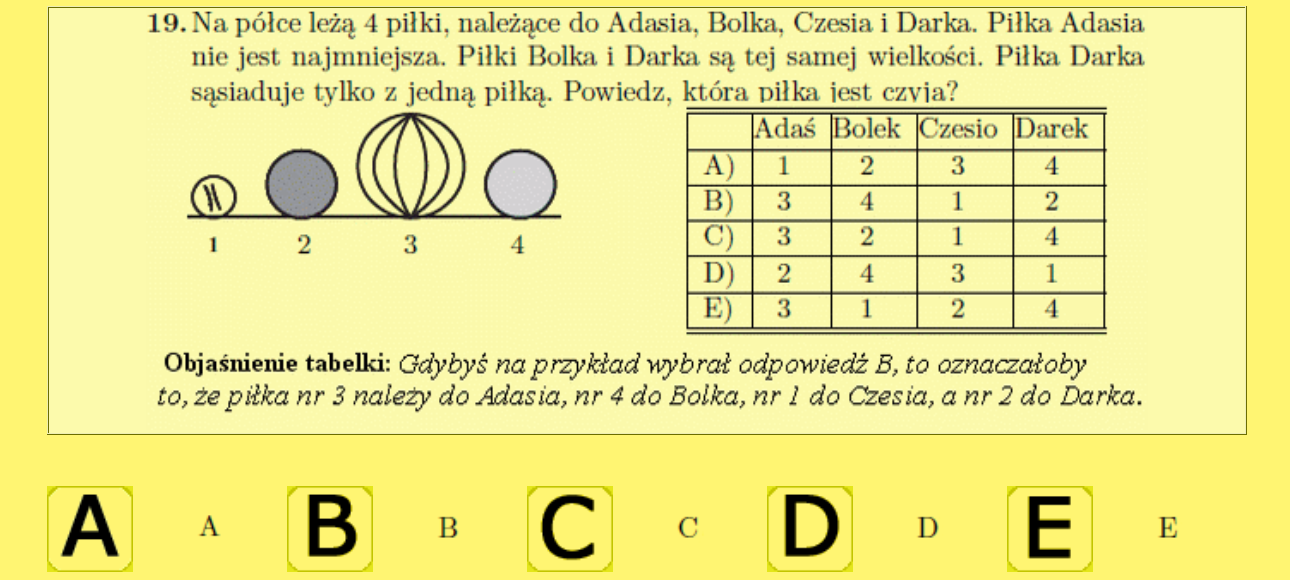 19. Na półce leżą 4 piłki, należące do Adasia, Bolka, Czesia i Darka. Piłka Adasia
nie jest najmniejsza. Piłki Bolka i Darka są tej samej wielkości. Piłka Darka
sąsiaduje tylko z jedną piłką. Powiedz, która piłka jest czyja?
1 2 3 4
Adaś Bolek Czesio Darek
A) 1 2 3 4
B) 3 4 1 2
C) 3 2 1 4
D) 2 4 3 1
E) 3 1 2 4
Objaśnienie tabelki: Gdybyś na przykład wybrał odpowiedź B, to oznaczałoby
to, że piłka nr 3 należy do Adasia, nr 4 do Bolka, nr 1 do Czesia, a nr 2 do Darka.
A A B B C C D D E E